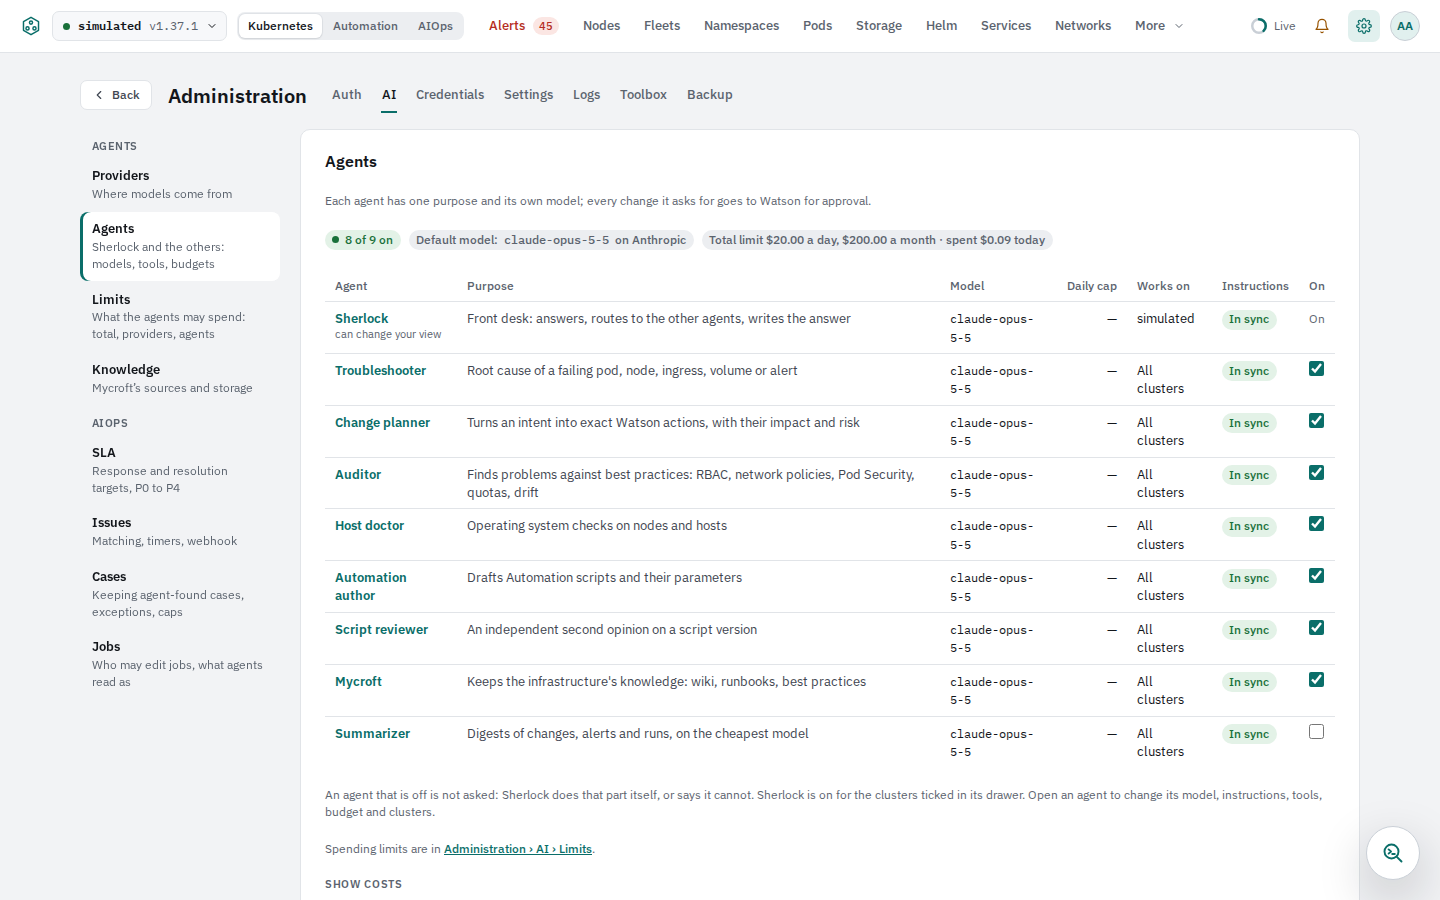 simulated v1.37.1
Kubernetes Automation AIOps
Alerts 45 Nodes Fleets Namespaces Pods Storage Helm Services Networks More
Live
AA
Back
Administration
Auth AI Credentials Settings Logs Toolbox Backup
AGENTS
Providers
Where models come from
Agents
Sherlock and the others:
models, tools, budgets
Limits
What the agents may spend:
total, providers, agents
Knowledge
Mycroft's sources and storage
AIOPS
SLA
Response and resolution
targets, P0 to P4
Issues
Matching, timers, webhook
Cases
Keeping agent-found cases,
exceptions, caps
Jobs
Who may edit jobs, what agents
read as
Agents
Each agent has one purpose and its own model; every change it asks for goes to Watson for approval.
8 of 9 on
Default model: claude-opus-5-5 on Anthropic
Total limit $20.00 a day, $200.00 a month · spent $0.09 today
Agent Purpose Model Daily cap Works on Instructions On
Sherlock Front desk: answers, routes to the other agents, writes the answer claude-opus- — simulated In sync On
can change your view 5-5
Troubleshooter Root cause of a failing pod, node, ingress, volume or alert claude-opus- — All In sync
5-5 clusters
Change planner Turns an intent into exact Watson actions, with their impact and risk claude-opus- — All In sync
5-5 clusters
Auditor Finds problems against best practices: RBAC, network policies, Pod Security, claude-opus- — All In sync
quotas, drift 5-5 clusters
Host doctor Operating system checks on nodes and hosts claude-opus- — All In sync
5-5 clusters
Automation Drafts Automation scripts and their parameters claude-opus- — All In sync
author 5-5 clusters
Script reviewer An independent second opinion on a script version claude-opus- — All In sync
5-5 clusters
Mycroft Keeps the infrastructure's knowledge: wiki, runbooks, best practices claude-opus- — All In sync
5-5 clusters
Summarizer Digests of changes, alerts and runs, on the cheapest model claude-opus- — All In sync
5-5 clusters
An agent that is off is not asked: Sherlock does that part itself, or says it cannot. Sherlock is on for the clusters ticked in its drawer. Open an agent to change its model, instructions, tools,
budget and clusters.
Spending limits are in Administration › AI › Limits.
SHOW COSTS